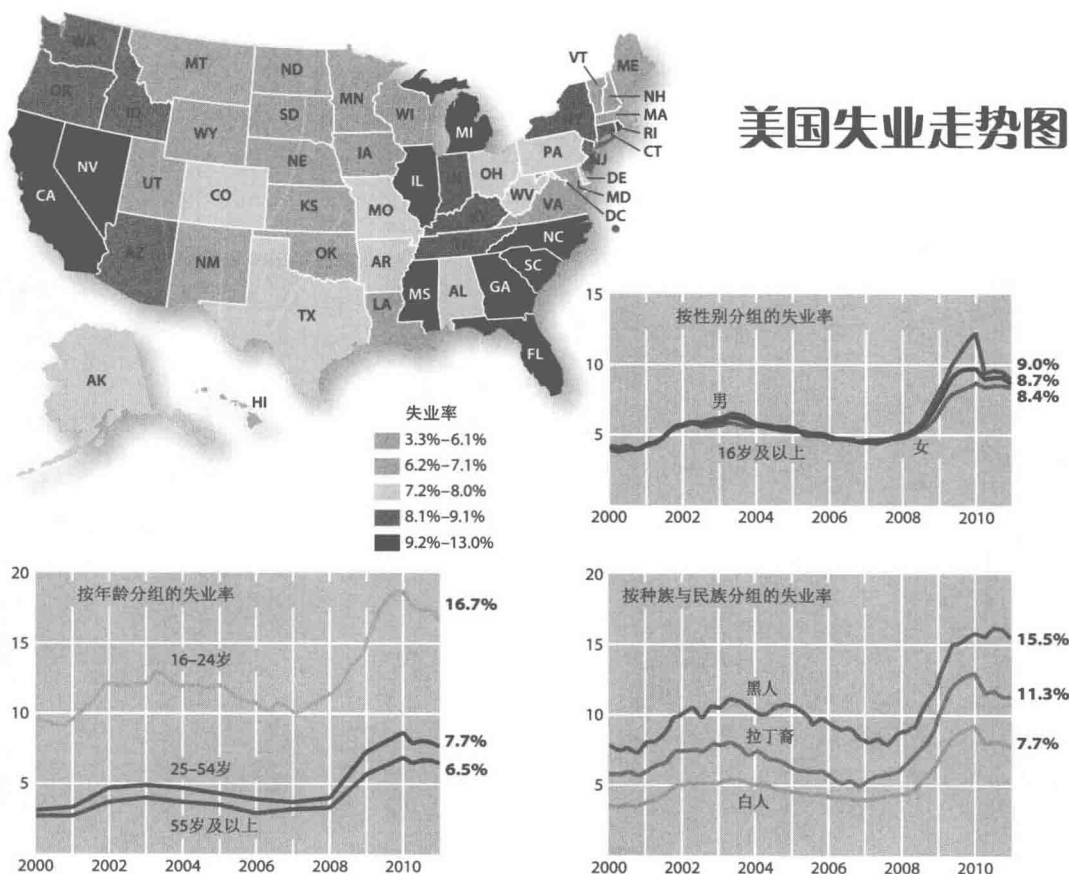 美国失业走势图
WA
OR
ID
MT
ND
SD
MN
WI
WY
NE
IA
CA
NV
UT
CO
KS
MO
IL
IN
MI
OH
PA
WV
KY
VA
NC
SC
GA
FL
AL
MS
LA
AR
OK
TX
NM
AZ
AK
HI
NY
VT
ME
NH
MA
RI
CT
NJ
DE
MD
DC
失业率
3.3%–6.1%
6.2%–7.1%
7.2%–8.0%
8.1%–9.1%
9.2%–13.0%
按性别分组的失业率
15
10
5
男
16岁及以上
女
9.0%
8.7%
8.4%
2000 2002 2004 2006 2008 2010
按年龄分组的失业率
20
15
10
5
16–24岁
25–54岁
55岁及以上
16.7%
7.7%
6.5%
2000 2002 2004 2006 2008 2010
按种族与民族分组的失业率
20
15
10
5
黑人
拉丁裔
白人
15.5%
11.3%
7.7%
2000 2002 2004 2006 2008 2010